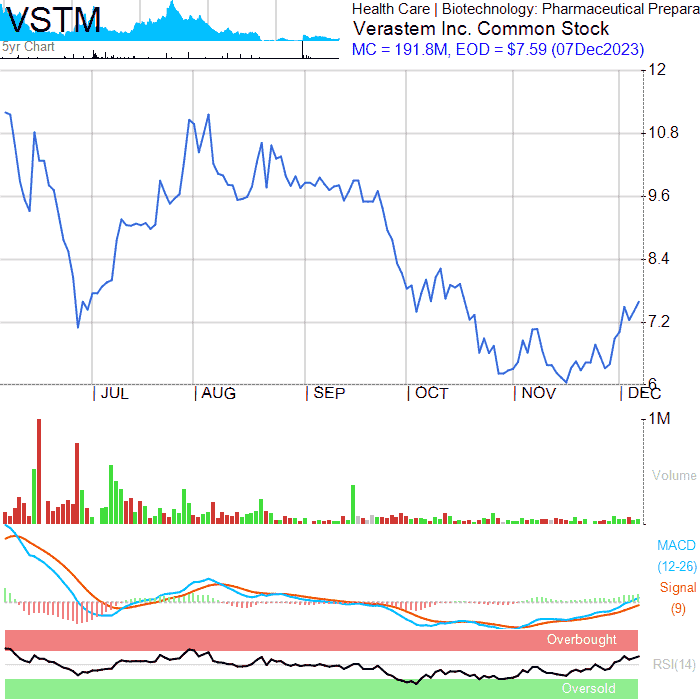 VSTM
5yr Chart
Health Care | Biotechnology: Pharmaceutical Prepara
Verastem Inc. Common Stock
MC = 191.8M, EOD = $7.59 (07Dec2023)
12
10.8
9.6
8.4
7.2
6
JUL AUG SEP OCT NOV DEC
1M
Volume
MACD
(12-26)
Signal
(9)
Overbought
RSI(14)
Oversold